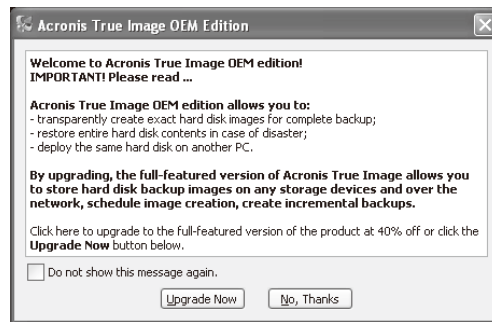 Acronis True Image OEM Edition
Welcome to Acronis True Image OEM edition!
IMPORTANT! Please read ...
Acronis True Image OEM edition allows you to:
- transparently create exact hard disk images for complete backup;
- restore entire hard disk contents in case of disaster;
- deploy the same hard disk on another PC.
By upgrading, the full-featured version of Acronis True Image allows you
to store hard disk backup images on any storage devices and over the
network, schedule image creation, create incremental backups.
Click here to upgrade to the full-featured version of the product at 40% off or click the
Upgrade Now button below.
Do not show this message again.
Upgrade Now
No, Thanks